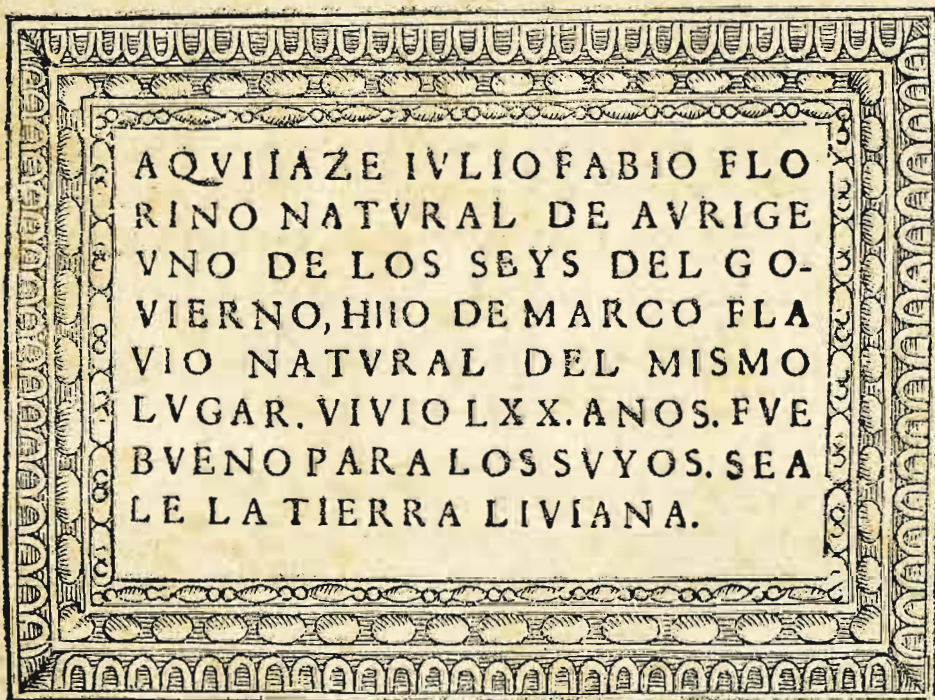 AQVI IAZE IVLIO FABIO FLO
RINO NATVRAL DE AVRIGE
VNO DE LOS SEYS DEL GO-
VIERNO, HIIO DE MARCO FLA
VIO NATVRAL DEL MISMO
LVGAR. VIVIO LXX. ANOS. FVE
BVENO PARA LOS SVYOS. SEA
LE LA TIERRA LIVIANA.